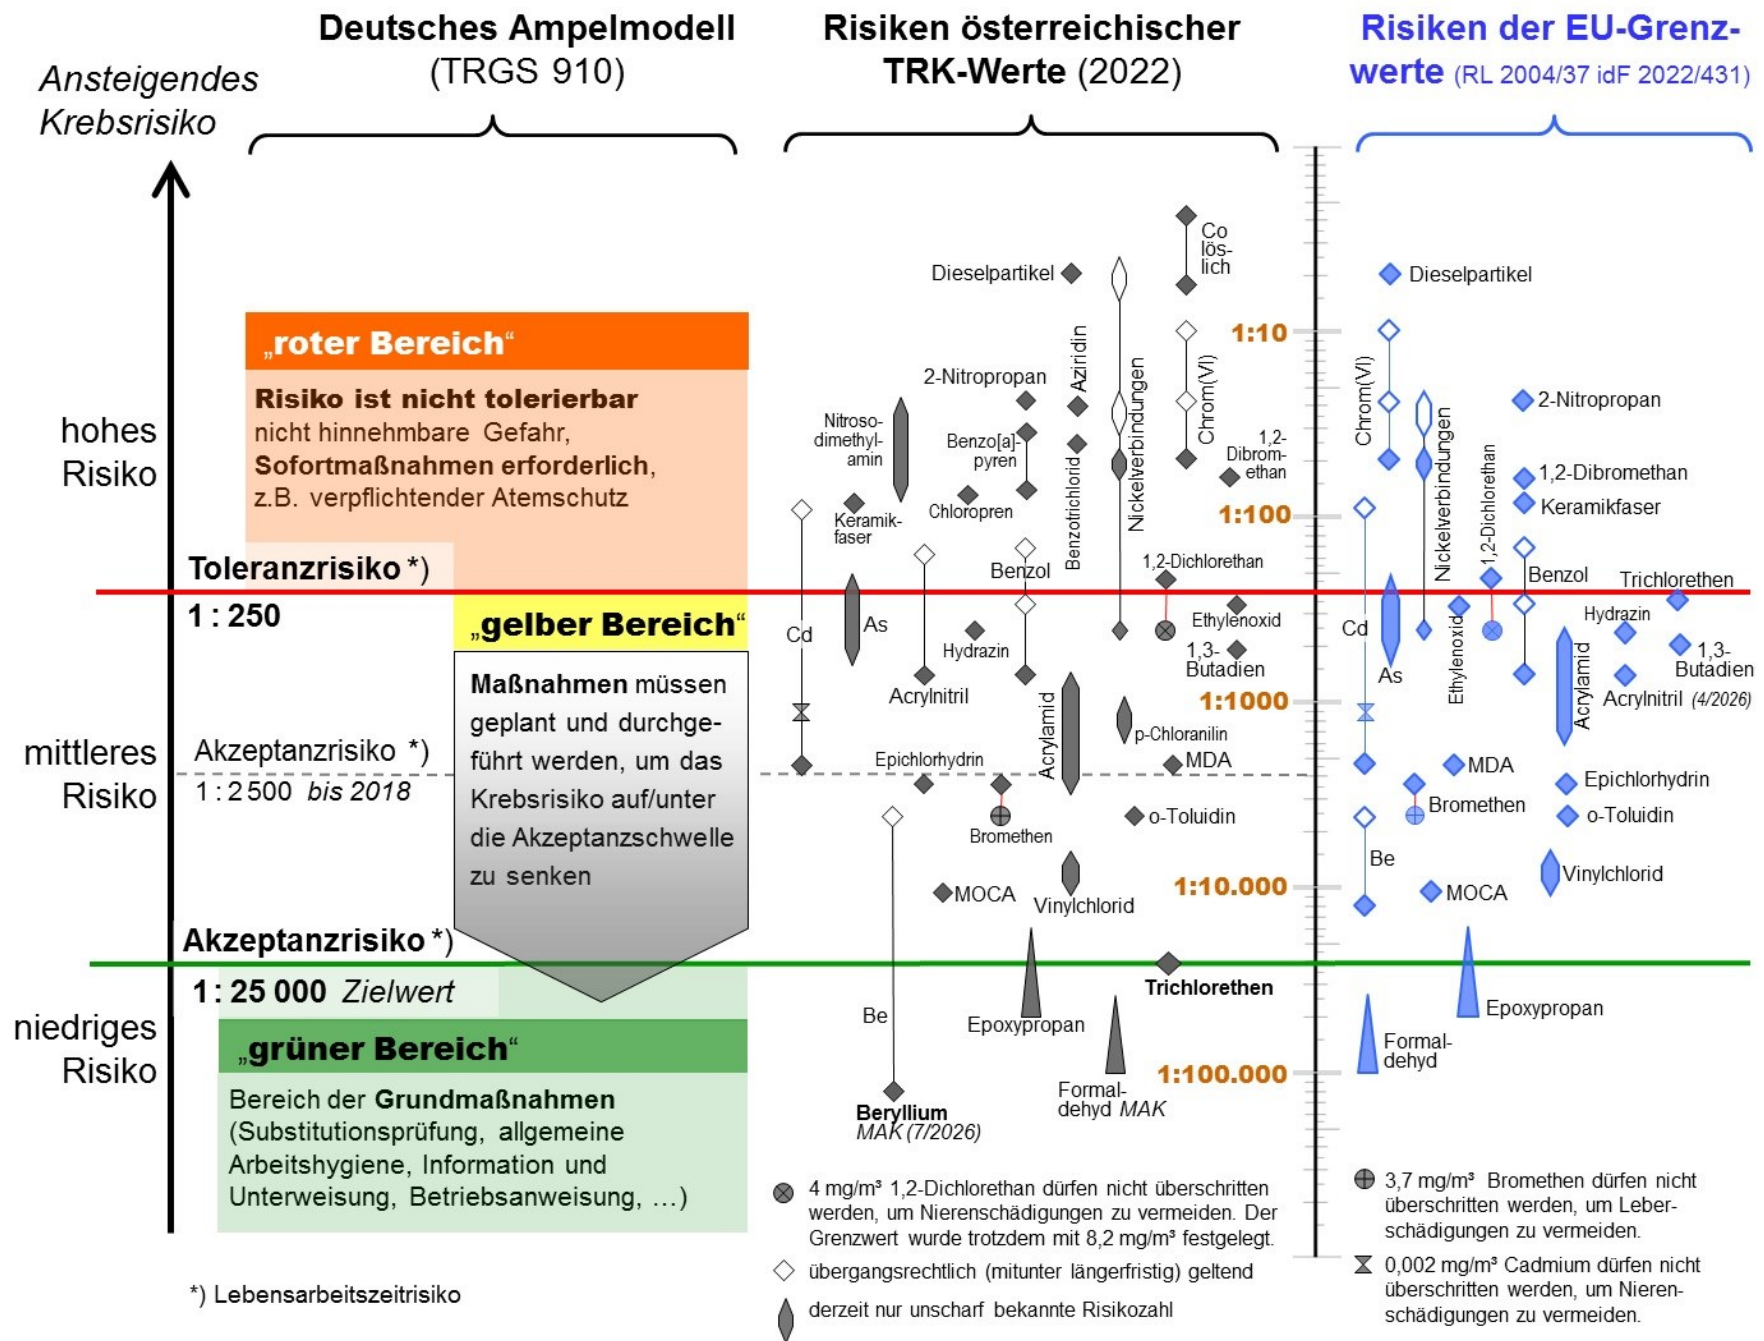 Deutsches Ampelmodell
(TRGS 910)
Risiken österreichischer
TRK-Werte (2022)
Risiken der EU-Grenz-
werte (RL 2004/37 idF 2022/431)
Ansteigendes
Krebsrisiko
hohes
Risiko
mittleres
Risiko
niedriges
Risiko
„roter Bereich“
Risiko ist nicht tolerierbar
nicht hinnehmbare Gefahr,
Sofortmaßnahmen erforderlich,
z.B. verpflichtender Atemschutz
Toleranzrisiko *)
1 : 250
„gelber Bereich“
Maßnahmen müssen
geplant und durchge-
führt werden, um das
Krebsrisiko auf/unter
die Akzeptanzschwelle
zu senken
Akzeptanzrisiko *)
1 : 2500 bis 2018
Akzeptanzrisiko *)
1 : 25 000 Zielwert
„grüner Bereich“
Bereich der Grundmaßnahmen
(Substitutionsprüfung, allgemeine
Arbeitshygiene, Information und
Unterweisung, Betriebsanweisung, …)
*) Lebensarbeitszeitrisiko
Co
lös-
lich
Dieselpartikel
Aziridin
2-Nitropropan
Nitroso-
dimethyl-
amin
Benzo[a]-
pyren
Benzotrichlorid
Nickelverbindungen
Chrom(VI)
1,2-
Dibrom-
ethan
Keramik-
faser
Chloropren
Benzol
1,2-Dichlorethan
Cd
As
Hydrazin
Ethylenoxid
1,3-
Butadien
Acrylnitril
Acrylamid
p-Chloranilin
Epichlorhydrin
MDA
Bromethen
o-Toluidin
MOCA
Vinylchlorid
Be
Epoxypropan
Trichlorethen
Formal-
dehyd MAK
Beryllium
MAK (7/2026)
1:10
1:100
1:1000
1:10.000
1:100.000
Dieselpartikel
Chrom(VI)
Nickelverbindungen
2-Nitropropan
1,2-Dichlorethan
1,2-Dibromethan
Keramikfaser
Benzol
Trichlorethen
Hydrazin
Cd
As
Ethylenoxid
Acrylamid
1,3-
Butadien
Acrylnitril (4/2026)
MDA
Epichlorhydrin
Bromethen
o-Toluidin
Be
Vinylchlorid
MOCA
Epoxypropan
Formal-
dehyd
4 mg/m³ 1,2-Dichlorethan dürfen nicht überschritten
werden, um Nierenschädigungen zu vermeiden. Der
Grenzwert wurde trotzdem mit 8,2 mg/m³ festgelegt.
übergangsrechtlich (mitunter längerfristig) geltend
derzeit nur unscharf bekannte Risikozahl
3,7 mg/m³ Bromethen dürfen nicht
überschritten werden, um Leber-
schädigungen zu vermeiden.
0,002 mg/m³ Cadmium dürfen nicht
überschritten werden, um Nieren-
schädigungen zu vermeiden.